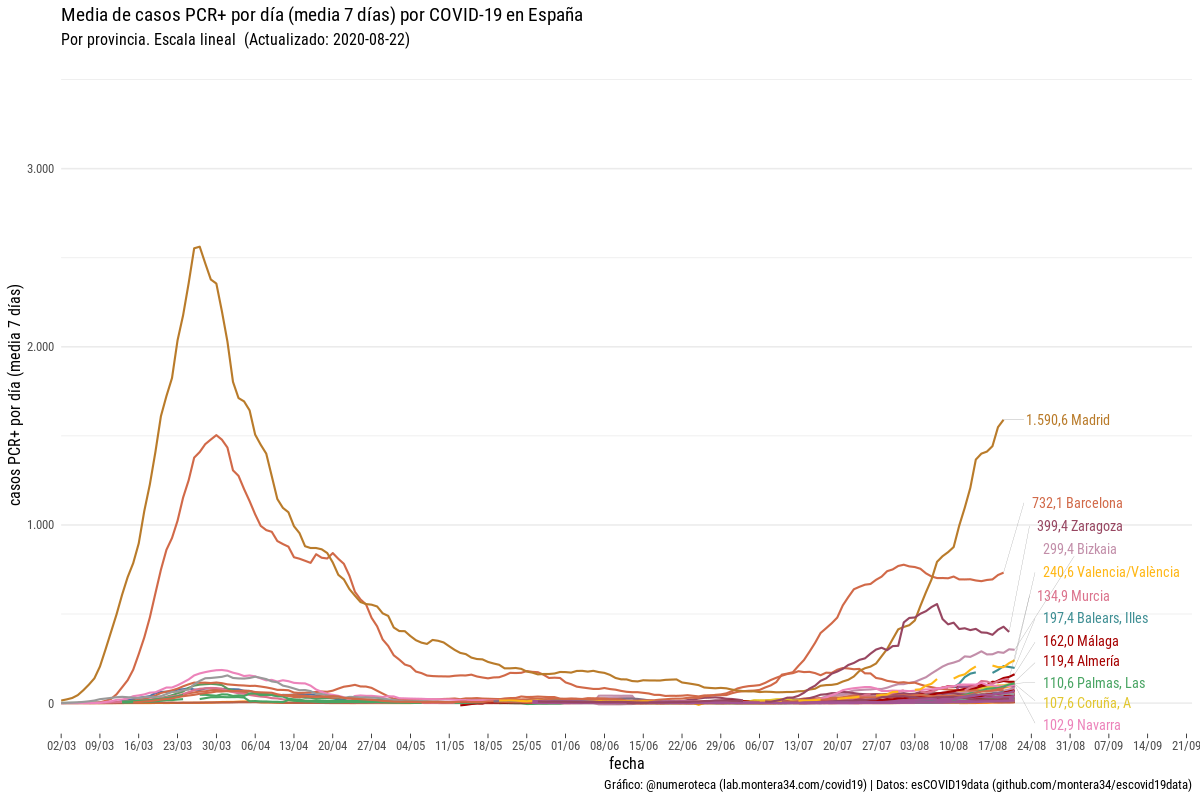 Media de casos PCR+ por día (media 7 días) por COVID-19 en España
Por provincia. Escala lineal (Actualizado: 2020-08-22)
casos PCR+ por día (media 7 días)
3.000
2.000
1.000
0
1.590,6 Madrid
732,1 Barcelona
399,4 Zaragoza
299,4 Bizkaia
240,6 Valencia/València
134,9 Murcia
197,4 Balears, Illes
162,0 Málaga
119,4 Almería
110,6 Palmas, Las
107,6 Coruña, A
102,9 Navarra
02/03 09/03 16/03 23/03 30/03 06/04 13/04 20/04 27/04 04/05 11/05 18/05 25/05 01/06 08/06 15/06 22/06 29/06 06/07 13/07 20/07 27/07 03/08 10/08 17/08 24/08 31/08 07/09 14/09 21/09
fecha
Gráfico: @numeroteca (lab.montera34.com/covid19) | Datos: esCOVID19data (github.com/montera34/escovid19data)